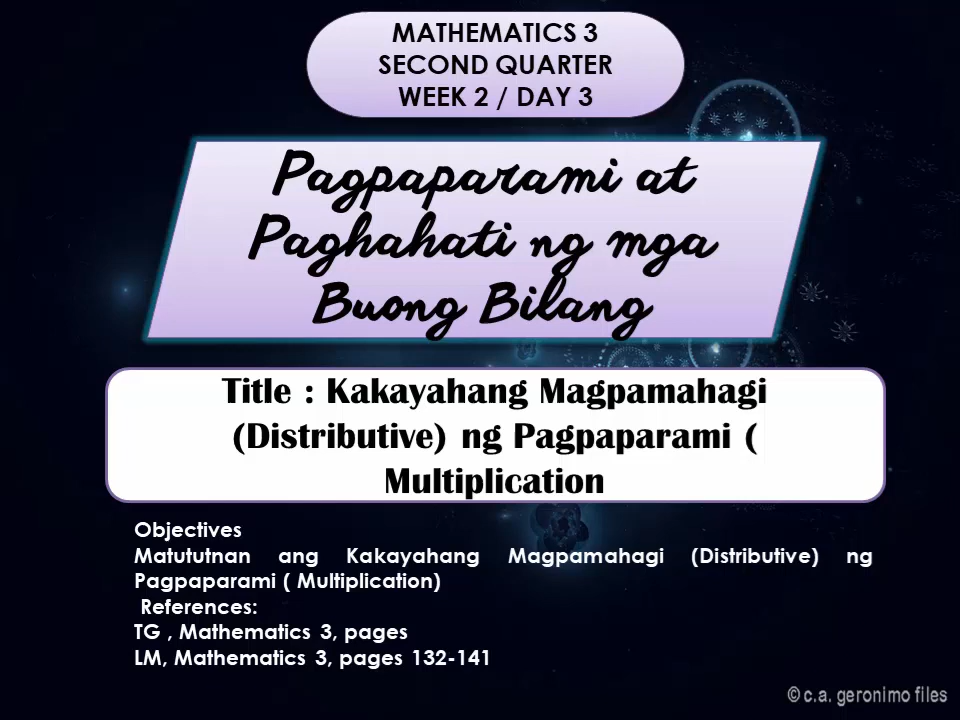 MATHEMATICS 3
SECOND QUARTER
WEEK 2 / DAY 3
Pagpaparami at
Paghahati ng mga
Buong Bilang
Title : Kakayahang Magpamahagi
(Distributive) ng Pagpaparami (
Multiplication
Objectives
Matututnan ang Kakayahang Magpamahagi (Distributive) ng
Pagpaparami ( Multiplication)
References:
TG , Mathematics 3, pages
LM, Mathematics 3, pages 132-141
© c.a. geronimo files